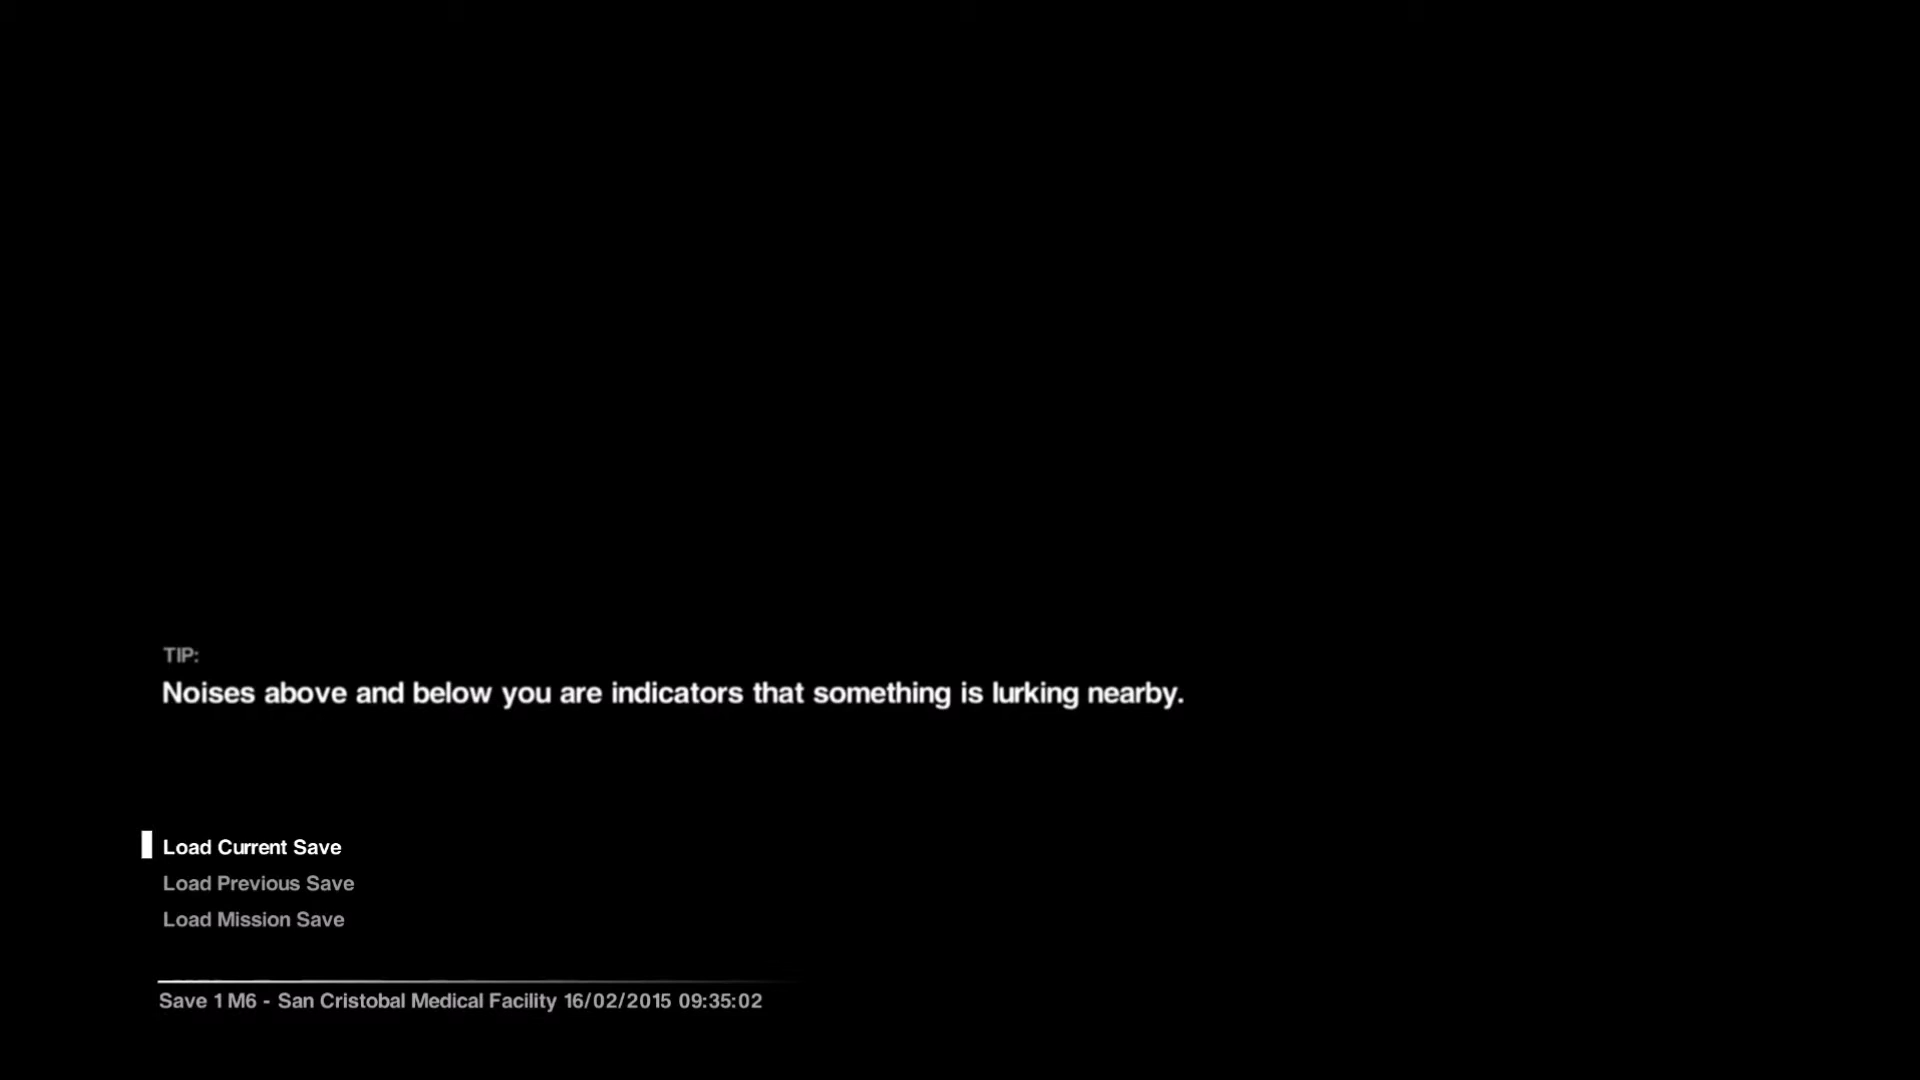 TIP:
Noises above and below you are indicators that something is lurking nearby.
Load Current Save
Load Previous Save
Load Mission Save
Save 1 M6 - San Cristobal Medical Facility 16/02/2015 09:35:02